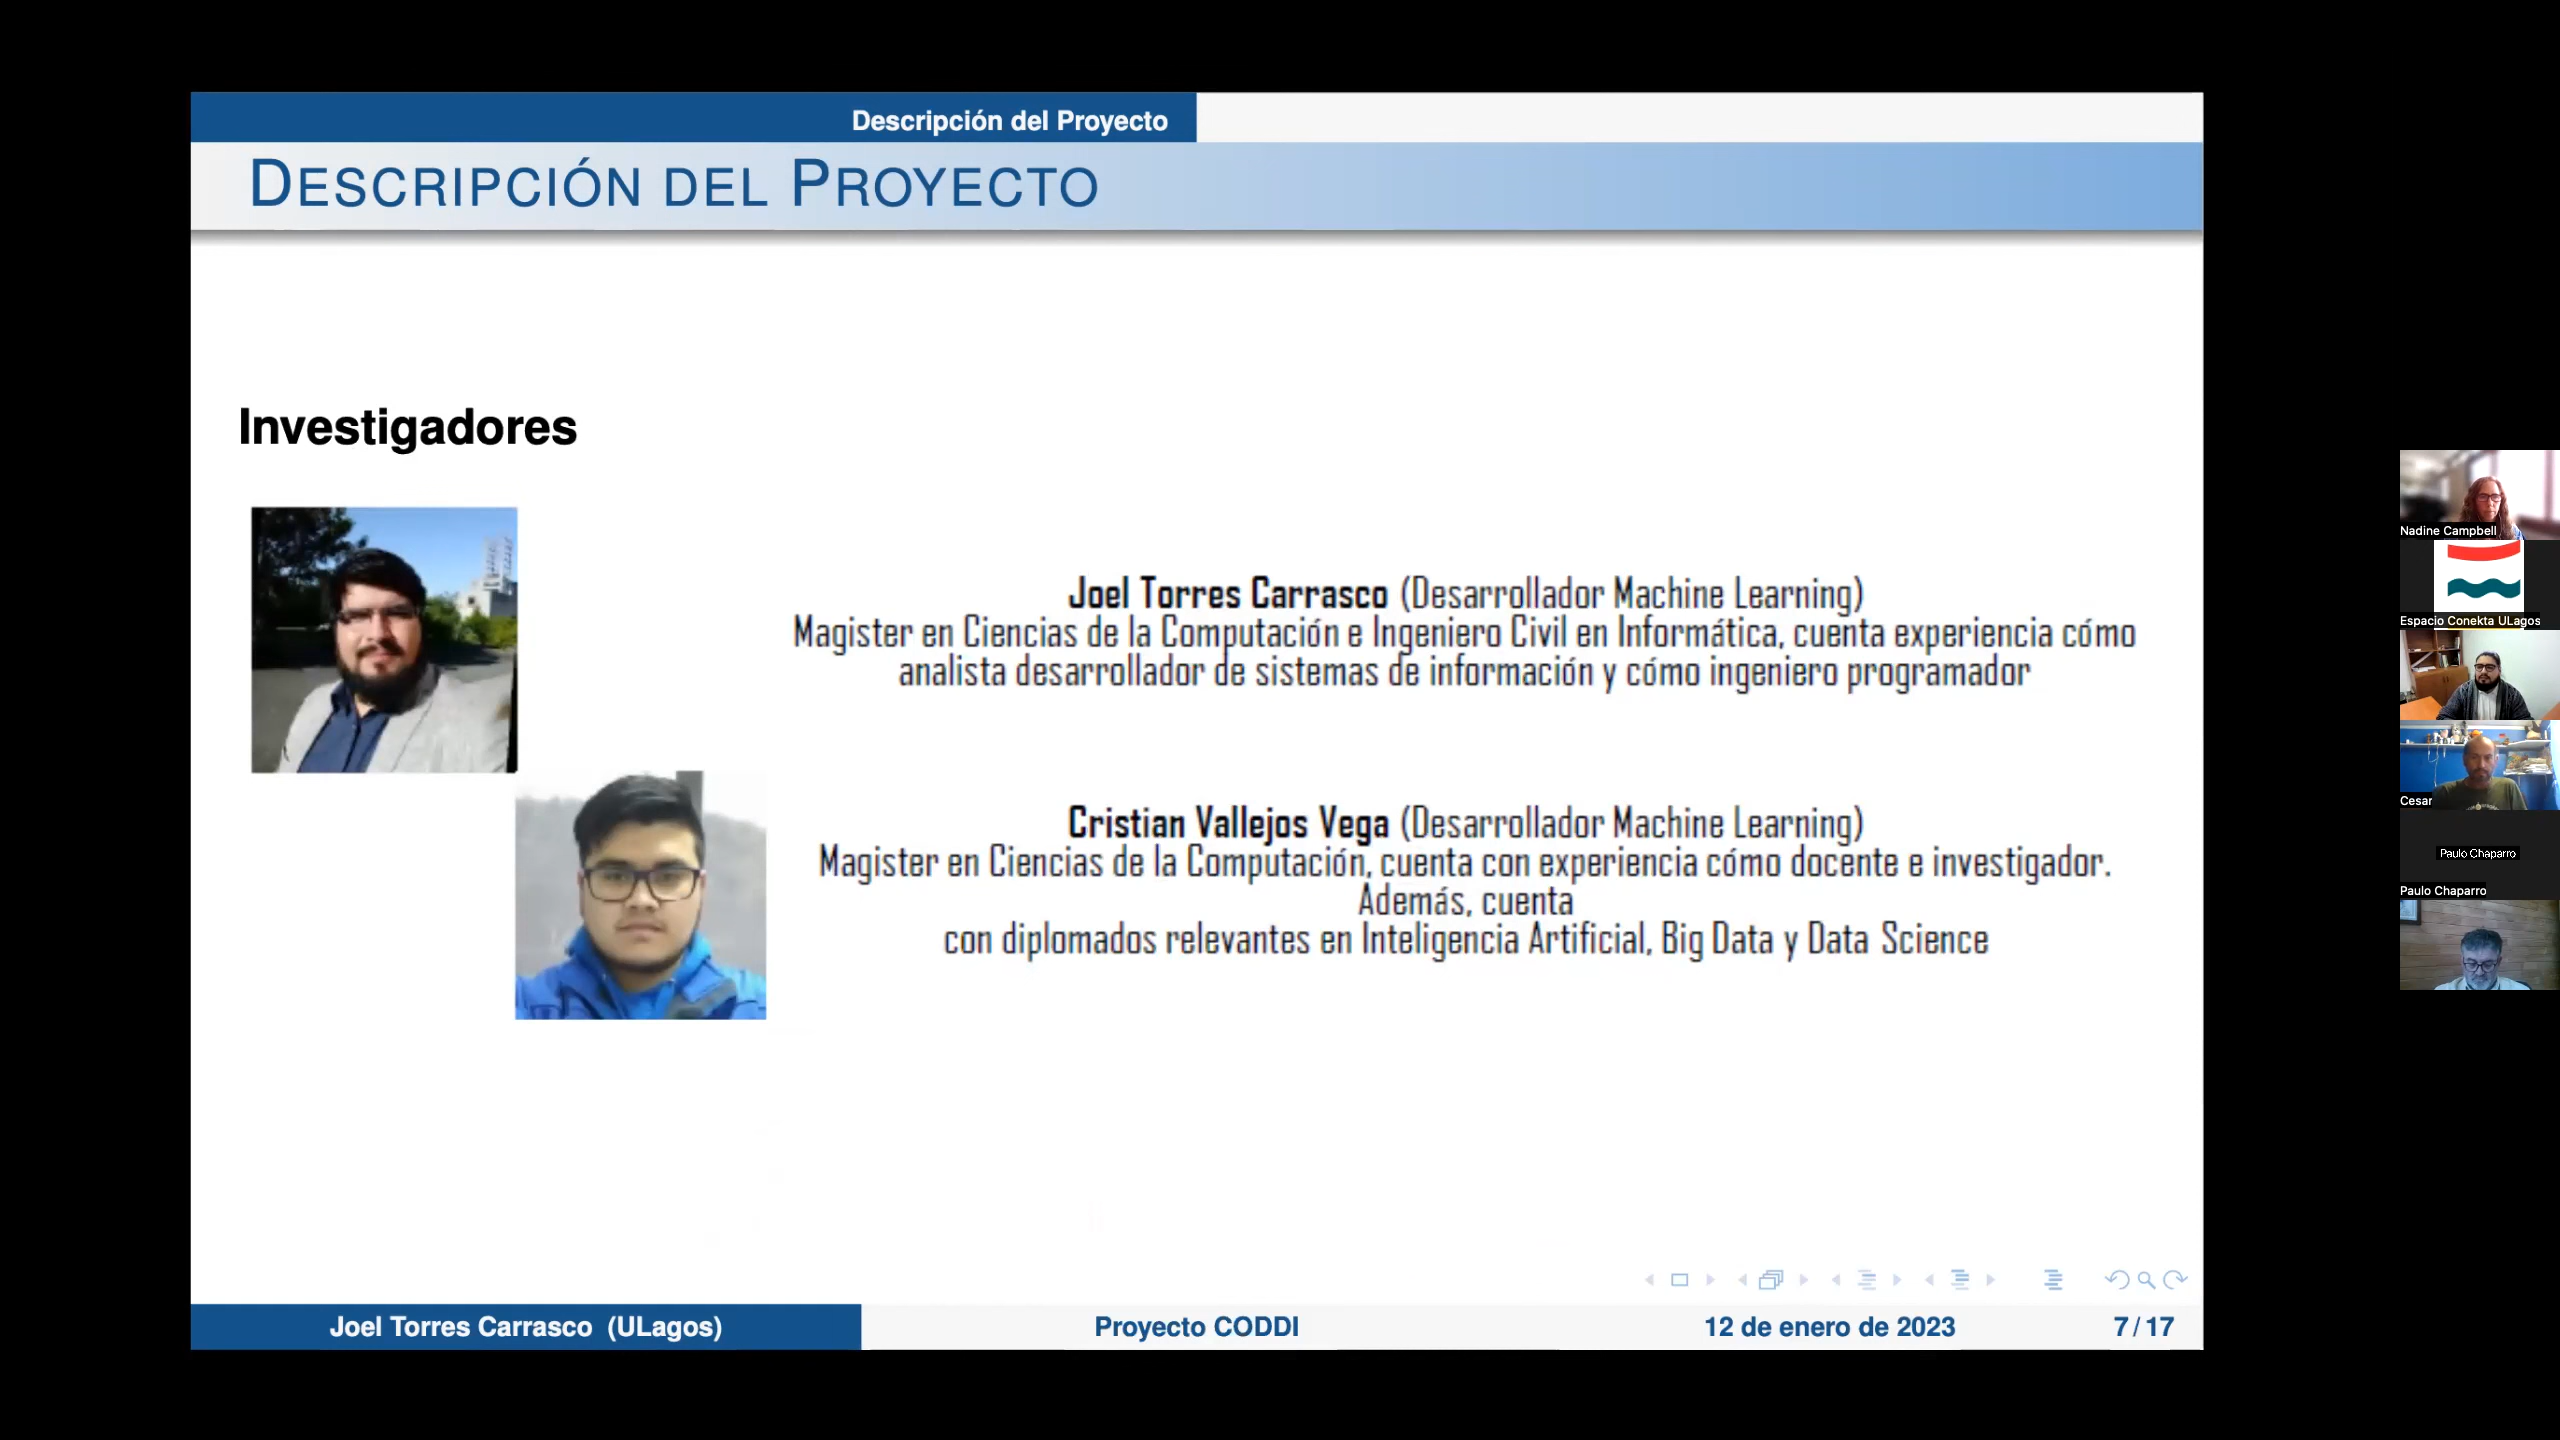 Descripción del Proyecto
DESCRIPCIÓN DEL PROYECTO
Investigadores
Joel Torres Carrasco (Desarrollador Machine Learning)
Magister en Ciencias de la Computación e Ingeniero Civil en Informática, cuenta experiencia cómo
analista desarrollador de sistemas de información y cómo ingeniero programador
Cristian Vallejos Vega (Desarrollador Machine Learning)
Magister en Ciencias de la Computación, cuenta con experiencia cómo docente e investigador.
Además, cuenta
con diplomados relevantes en Inteligencia Artificial, Big Data y Data Science
Joel Torres Carrasco (ULagos)
Proyecto CODDI
12 de enero de 2023
7/17
Nadine Campbell
Espacio Conekta ULagos
Cesar
Paulo Chaparro
Paulo Chaparro